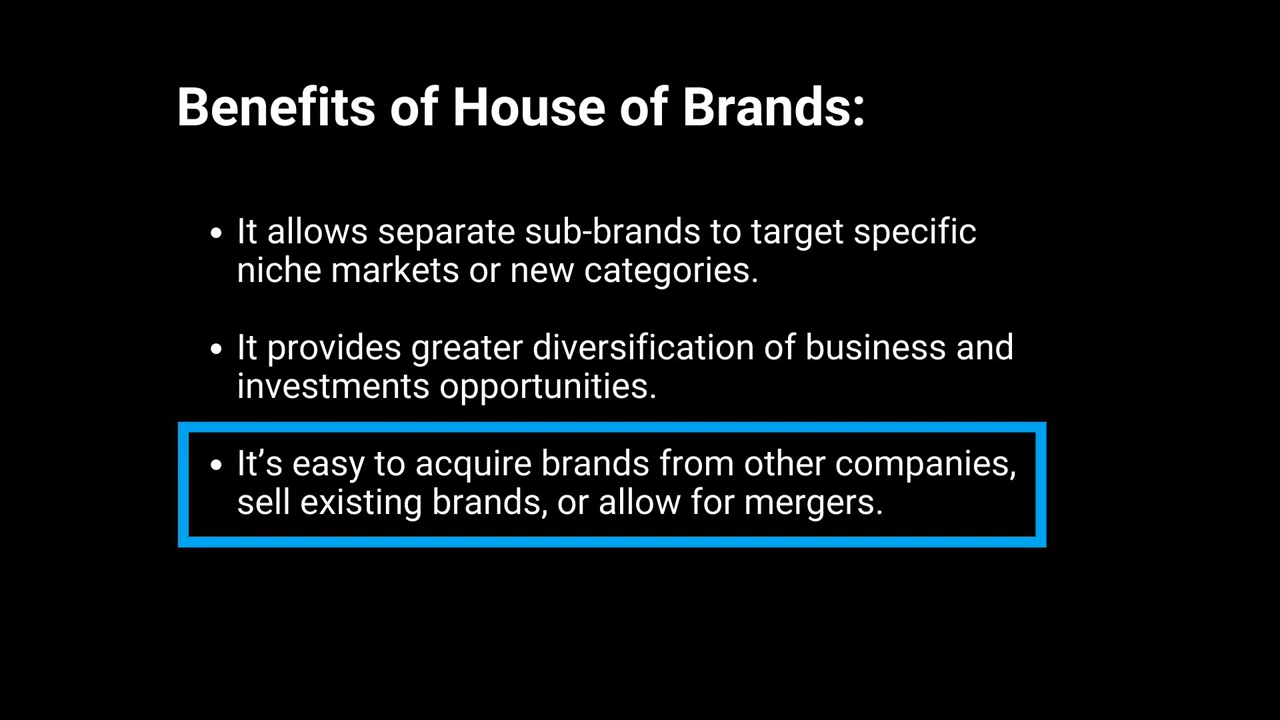 Benefits of House of Brands:
• It allows separate sub-brands to target specific
niche markets or new categories.
• It provides greater diversification of business and
investments opportunities.
• It’s easy to acquire brands from other companies,
sell existing brands, or allow for mergers.